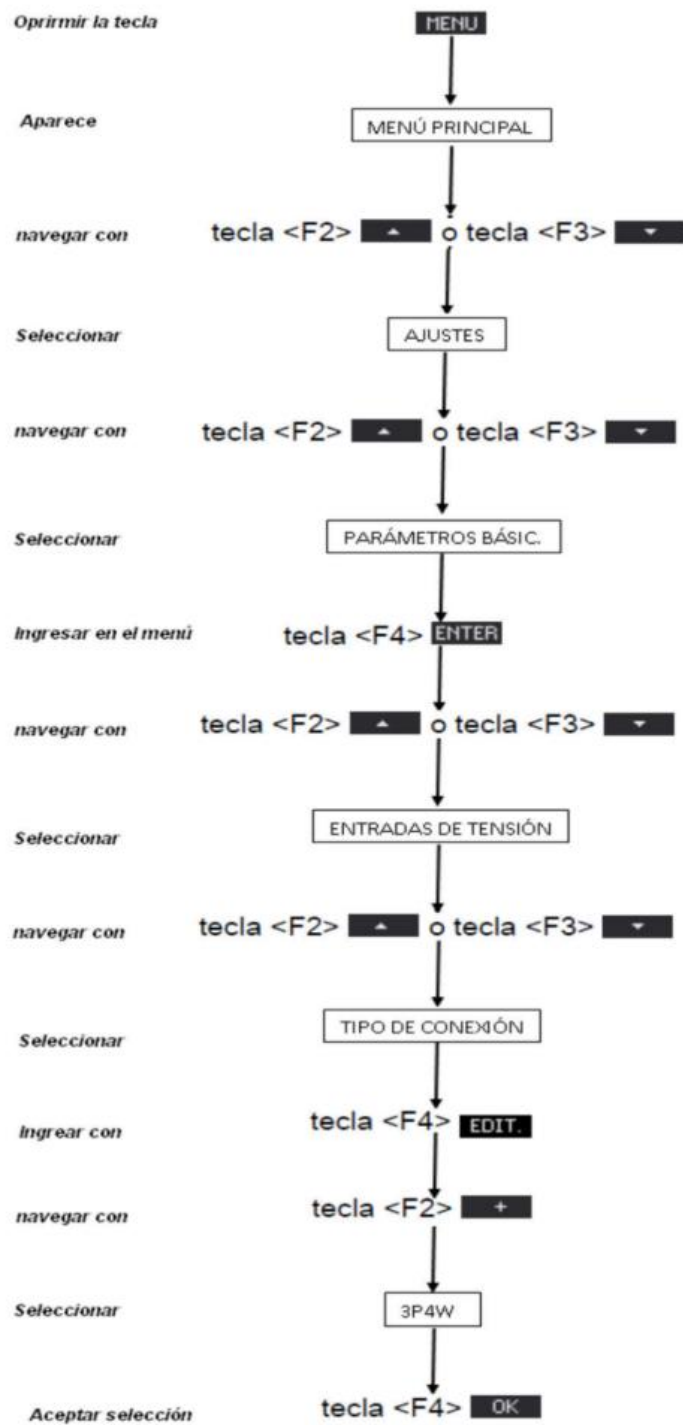 Oprirmir la tecla MENU
Aparece MENÚ PRINCIPAL
navegar con tecla <F2> o tecla <F3>
Seleccionar AJUSTES
navegar con tecla <F2> o tecla <F3>
Seleccionar PARÁMETROS BÁSIC.
Ingresar en el menú tecla <F4> ENTER
navegar con tecla <F2> o tecla <F3>
Seleccionar ENTRADAS DE TENSIÓN
navegar con tecla <F2> o tecla <F3>
Seleccionar TIPO DE CONEXIÓN
Ingrear con tecla <F4> EDIT.
navegar con tecla <F2> +
Seleccionar 3P4W
Aceptar selección tecla <F4> OK